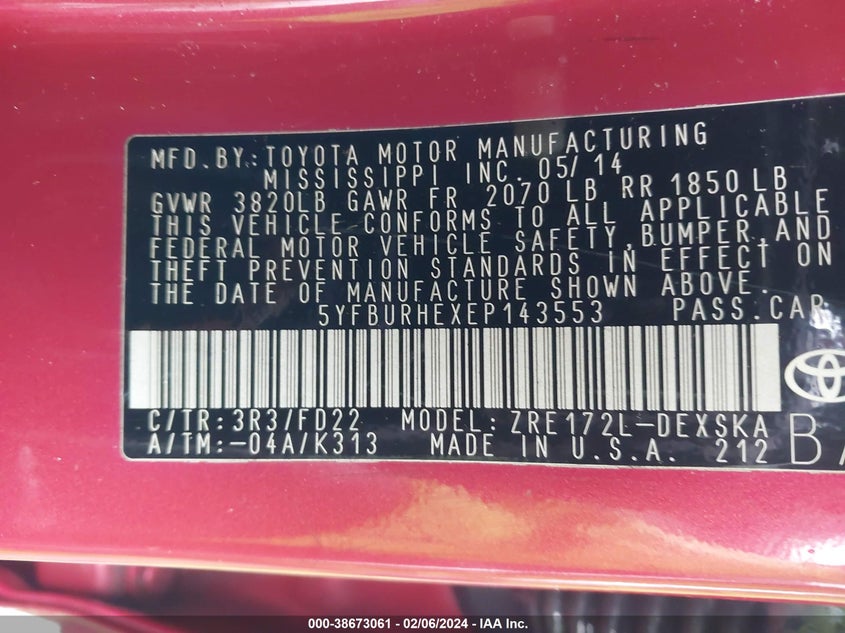 MFD. BY: TOYOTA MOTOR MANUFACTURING
MISSISSIPPI INC. 05/14
GVWR 3820LB GAWR FR 2070 LB RR 1850 LB
THIS VEHICLE CONFORMS TO ALL APPLICABLE
FEDERAL MOTOR VEHICLE SAFETY, BUMPER, AND
THEFT PREVENTION STANDARDS IN EFFECT ON
THE DATE OF MANUFACTURE SHOWN ABOVE.
5YFBURHEXEP143553 PASS. CAR
C/TR: 3R3/FD22 MODEL: ZRE172L-DEXSKA
A/TM: -04A/K313 MADE IN U.S.A. 212
000-38673061 - 02/06/2024 - IAA Inc.